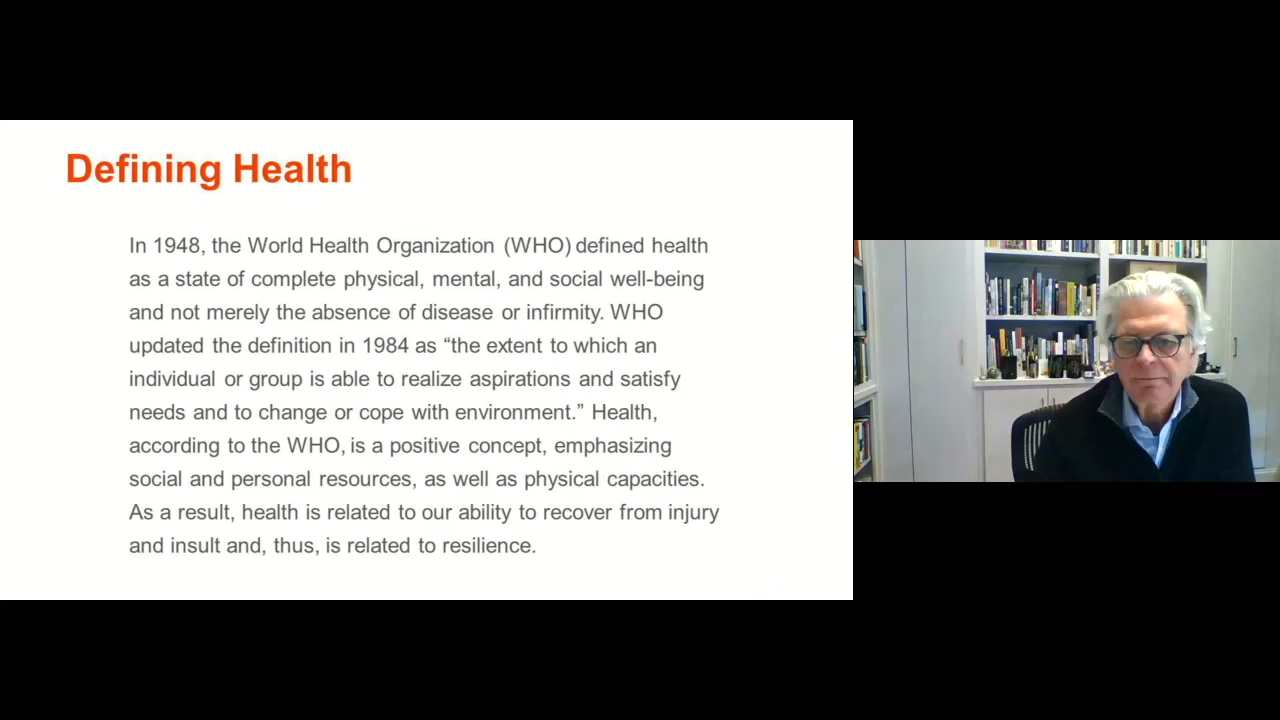 Defining Health
In 1948, the World Health Organization (WHO) defined health
as a state of complete physical, mental, and social well-being
and not merely the absence of disease or infirmity. WHO
updated the definition in 1984 as “the extent to which an
individual or group is able to realize aspirations and satisfy
needs and to change or cope with environment.” Health,
according to the WHO, is a positive concept, emphasizing
social and personal resources, as well as physical capacities.
As a result, health is related to our ability to recover from injury
and insult and, thus, is related to resilience.